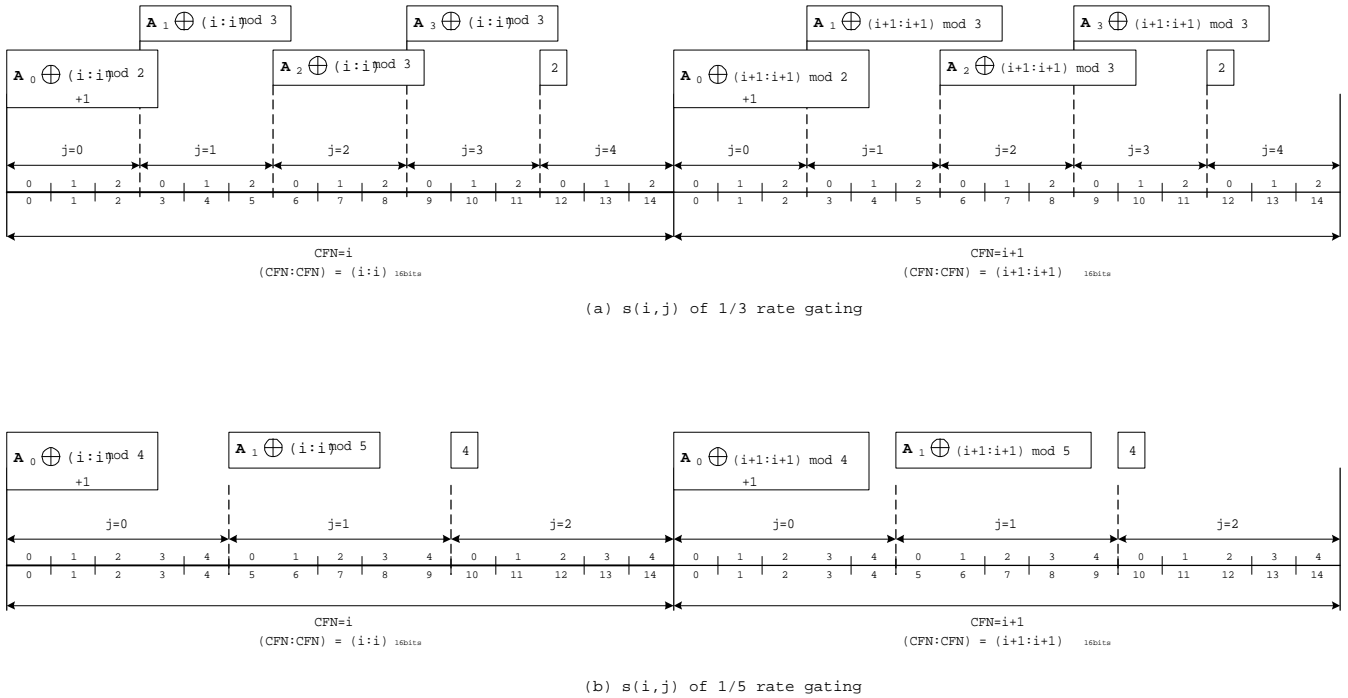 A 1 ⊕ (i:i) mod 3
A 3 ⊕ (i:i) mod 3
A 1 ⊕ (i+1:i+1) mod 3
A 3 ⊕ (i+1:i+1) mod 3
A 0 ⊕ (i:i) mod 2
+1
A 2 ⊕ (i:i) mod 3
2
A 0 ⊕ (i+1:i+1) mod 2
+1
A 2 ⊕ (i+1:i+1) mod 3
2
j=0 j=1 j=2 j=3 j=4 j=0 j=1 j=2 j=3 j=4
0 1 2 0 1 2 0 1 2 0 1 2 0 1 2 0 1 2 0 1 2 0 1 2 0 1 2 0 1 2
0 1 2 3 4 5 6 7 8 9 10 11 12 13 14 0 1 2 3 4 5 6 7 8 9 10 11 12 13 14
CFN=i CFN=i+1
(CFN:CFN) = (i:i) 16bits (CFN:CFN) = (i+1:i+1) 16bits
(a) s(i,j) of 1/3 rate gating
A 0 ⊕ (i:i) mod 4
+1
A 1 ⊕ (i:i) mod 5
4
A 0 ⊕ (i+1:i+1) mod 4
+1
A 1 ⊕ (i+1:i+1) mod 5
4
j=0 j=1 j=2 j=0 j=1 j=2
0 1 2 3 4 0 1 2 3 4 0 1 2 3 4 0 1 2 3 4 0 1 2 3 4 0 1 2 3 4
0 1 2 3 4 5 6 7 8 9 10 11 12 13 14 0 1 2 3 4 5 6 7 8 9 10 11 12 13 14
CFN=i CFN=i+1
(CFN:CFN) = (i:i) 16bits (CFN:CFN) = (i+1:i+1) 16bits
(b) s(i,j) of 1/5 rate gating